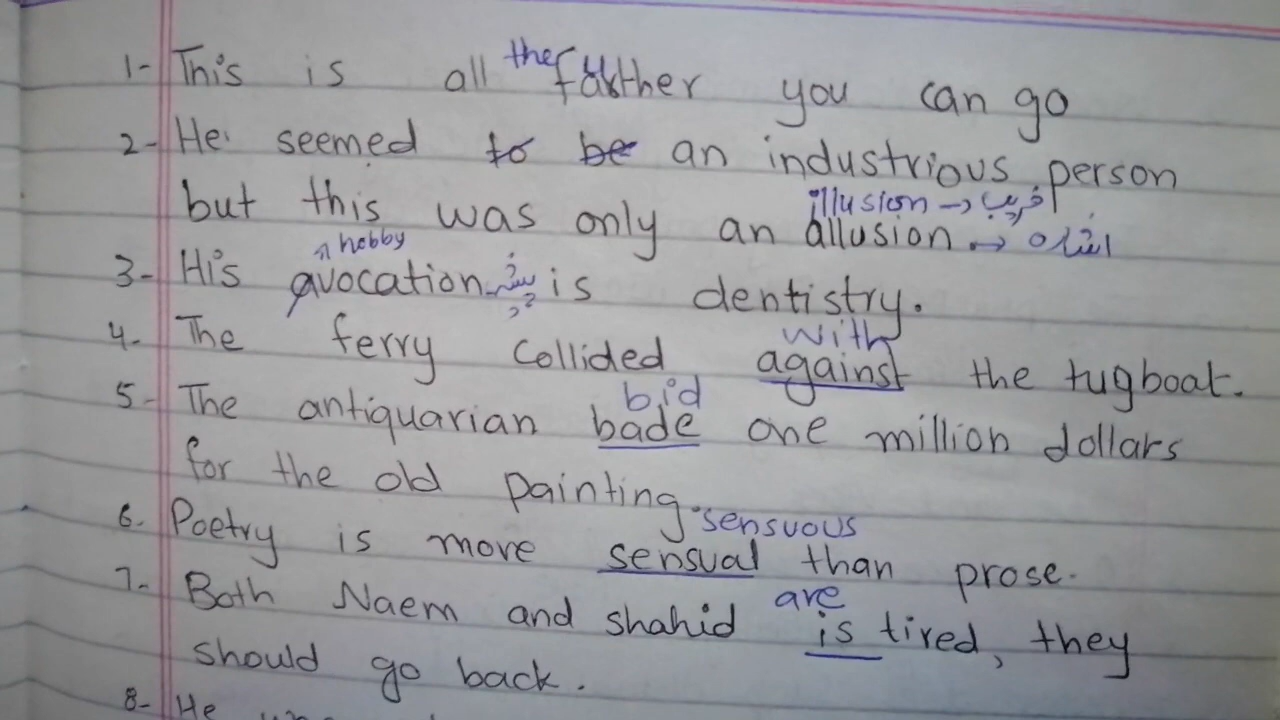 1- This is all the farther you can go
2- He seemed to be an industrious person
illusion → فریب
but this was only an allusion → اشارہ
hobby
3- His avocation پیشہ is dentistry.
with
4- The ferry collided against the tugboat.
bid
5- The antiquarian bade one million dollars
for the old painting.
sensuous
6. Poetry is more sensual than prose.
are
7- Both Naem and shahid is tired, they
should go back.
8- He